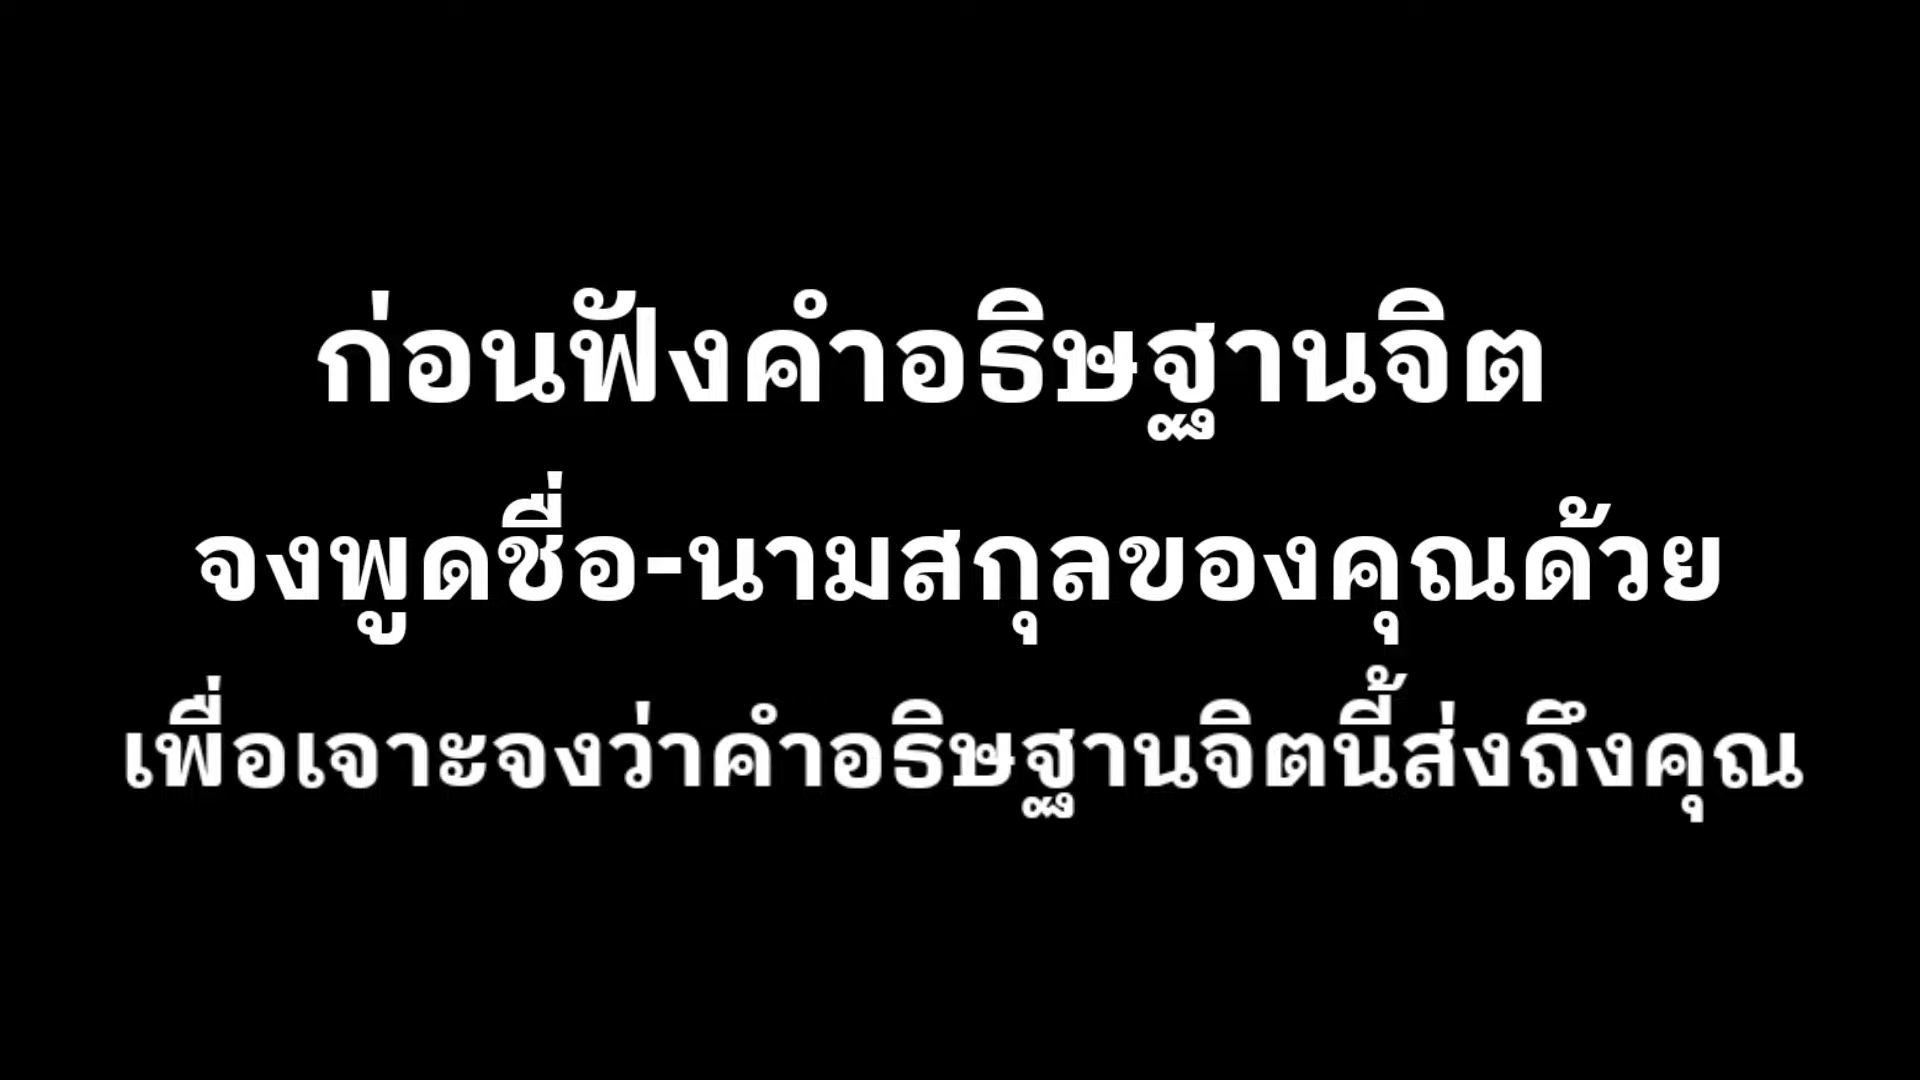 ก่อนฟังคำอธิษฐานจิต
จงพูดชื่อ-นามสกุลของคุณด้วย
เพื่อเจาะจงว่าคำอธิษฐานจิตนี้ส่งถึงคุณ